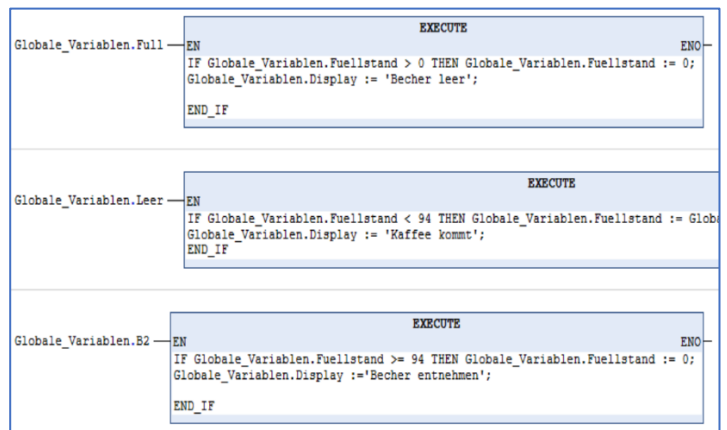 EXECUTE
Globale_Variablen.Full EN ENO
IF Globale_Variablen.Fuellstand > 0 THEN Globale_Variablen.Fuellstand := 0;
Globale_Variablen.Display := 'Becher leer';
END_IF
EXECUTE
Globale_Variablen.Leer EN
IF Globale_Variablen.Fuellstand < 94 THEN Globale_Variablen.Fuellstand :=
Globale_Variablen.Display := 'Kaffee kommt';
END_IF
EXECUTE
Globale_Variablen.B2 EN ENO
IF Globale_Variablen.Fuellstand >= 94 THEN Globale_Variablen.Fuellstand := 0;
Globale_Variablen.Display :='Becher entnehmen';
END_IF